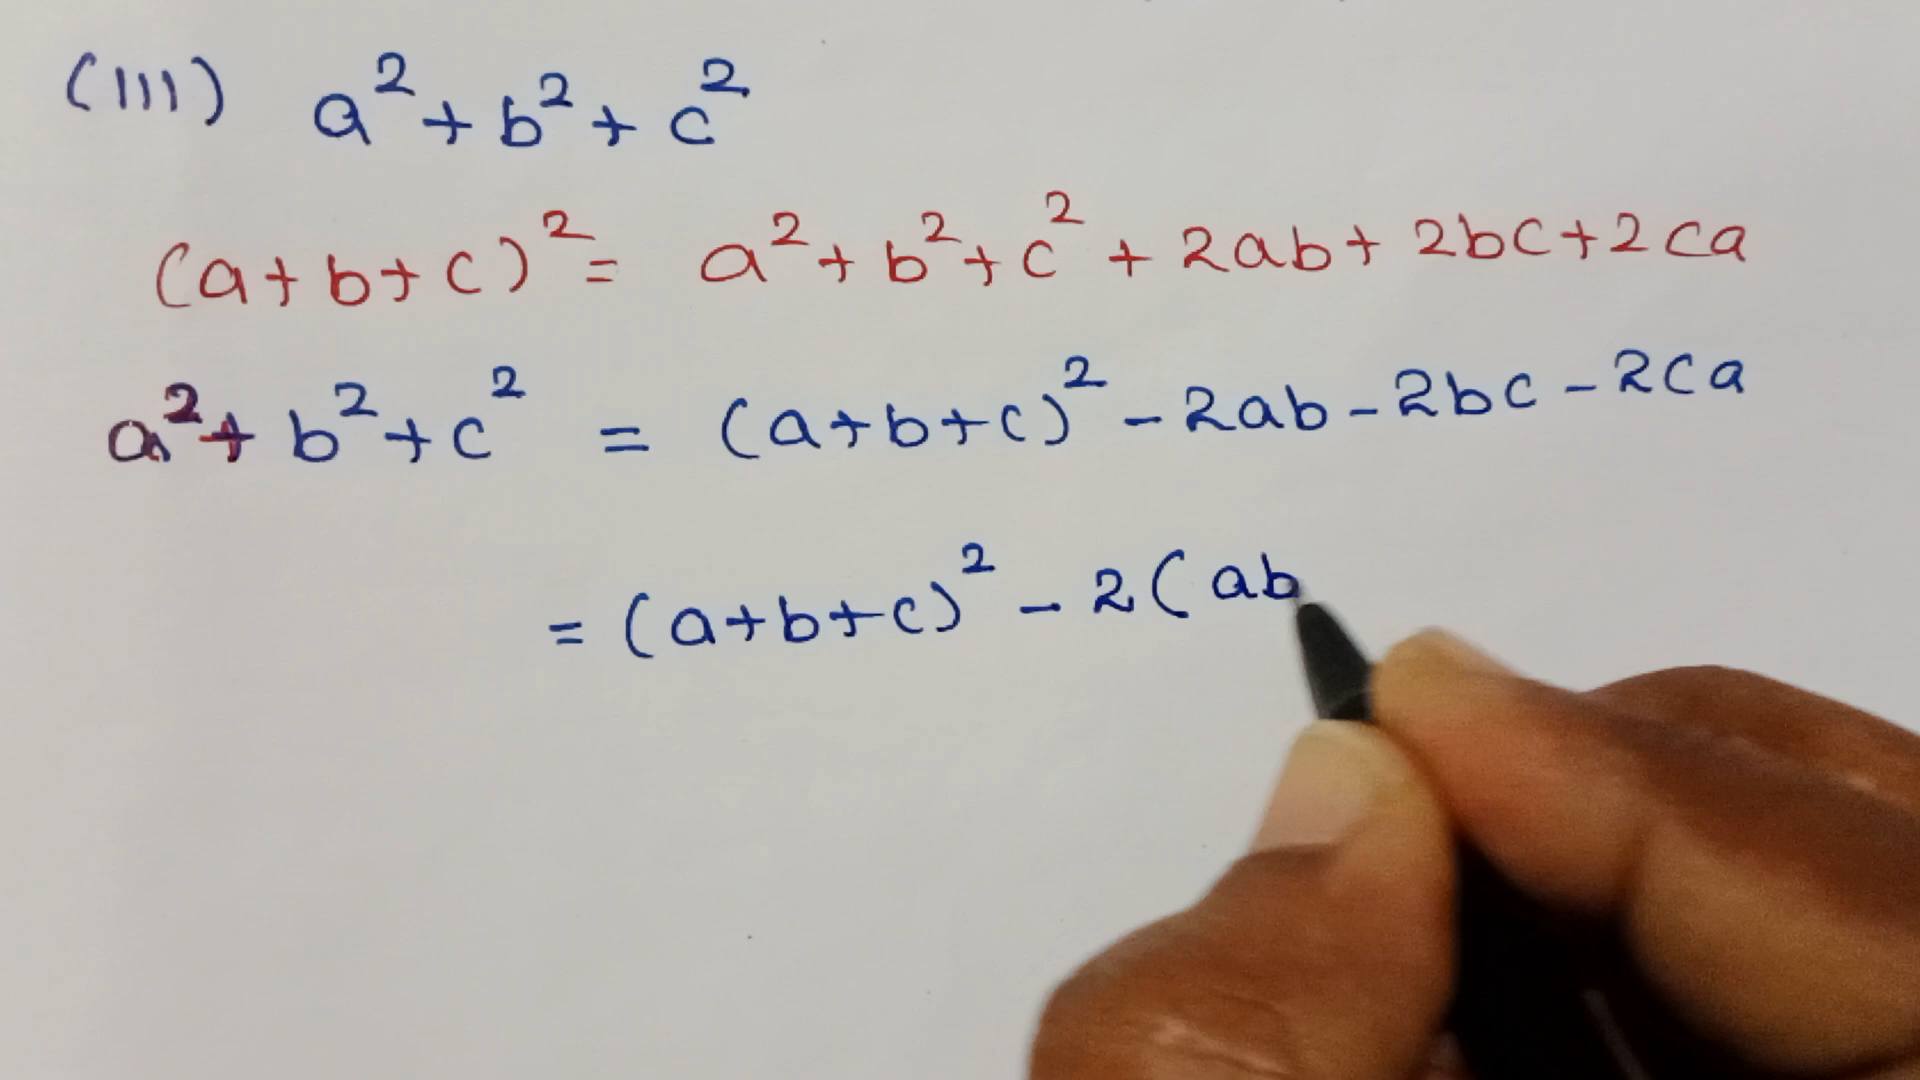 (III) a² + b² + c²
(a+b+c)² = a² + b² + c² + 2ab + 2bc + 2ca
a² + b² + c² = (a+b+c)² - 2ab - 2bc - 2ca
= (a+b+c)² - 2(ab